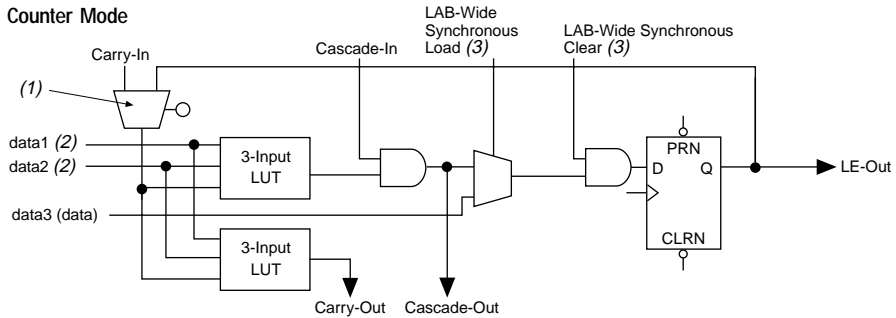 Counter Mode
Carry-In
(1)
Cascade-In
LAB-Wide
Synchronous
Load (3)
LAB-Wide Synchronous
Clear (3)
data1 (2)
data2 (2)
3-Input
LUT
PRN
D
Q
LE-Out
data3 (data)
3-Input
LUT
CLRN
Carry-Out
Cascade-Out